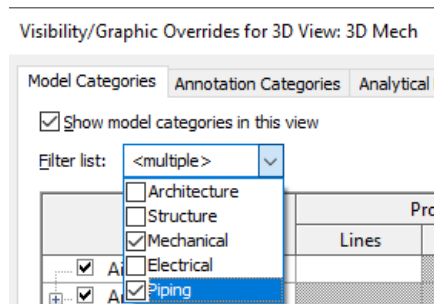 Visibility/Graphic Overrides for 3D View: 3D Mech
Model Categories Annotation Categories Analytical
Show model categories in this view
Filter list: <multiple>
Architecture
Structure
Mechanical
Lines
Electrical
Piping